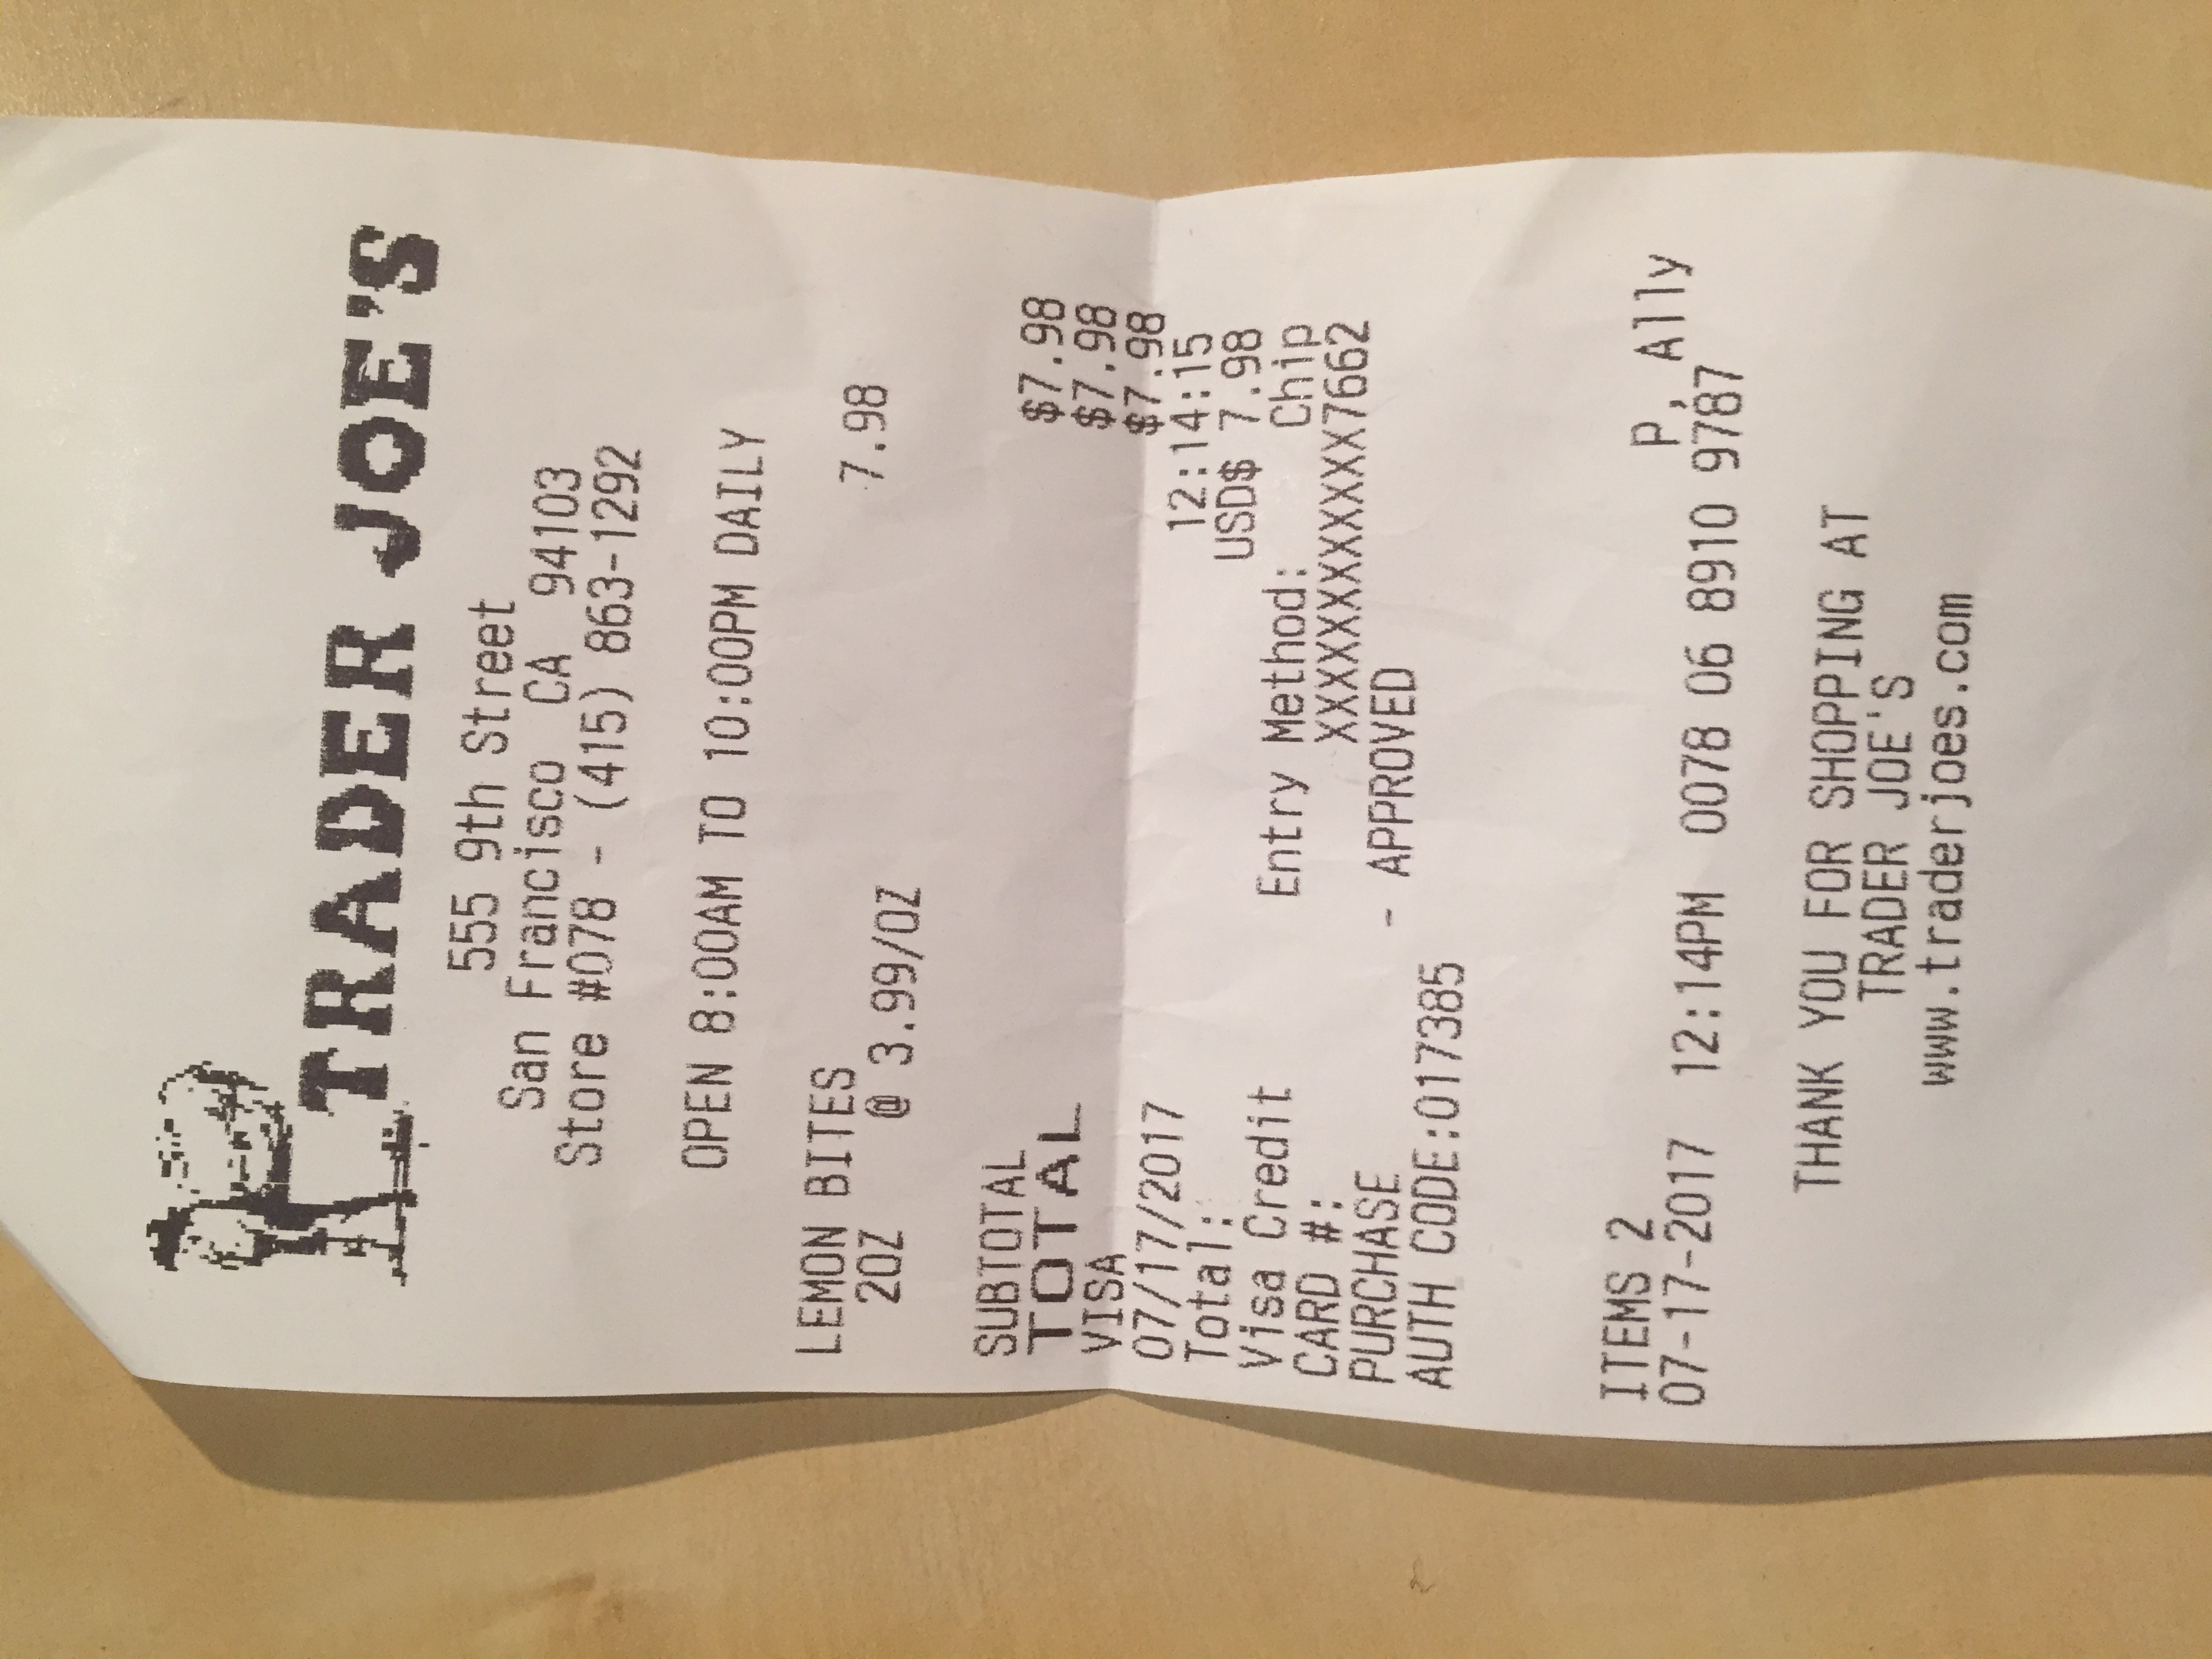 TRADER JOE'S
555 9th Street
San Francisco CA 94103
Store #078 - (415) 863-1292
OPEN 8:00AM TO 10:00PM DAILY
LEMON BITES 7.98
2OZ @ 3.99/OZ
SUBTOTAL $7.98
TOTAL $7.98
VISA $7.98
07/17/2017 12:14:15
Total: USD$ 7.98
Visa Credit Entry Method: Chip
CARD #: XXXXXXXXXXXX7662
PURCHASE - APPROVED
AUTH CODE:017385
ITEMS 2 P, Ally
07-17-2017 12:14PM 0078 06 8910 9787
THANK YOU FOR SHOPPING AT
TRADER JOE'S
www.traderjoes.com